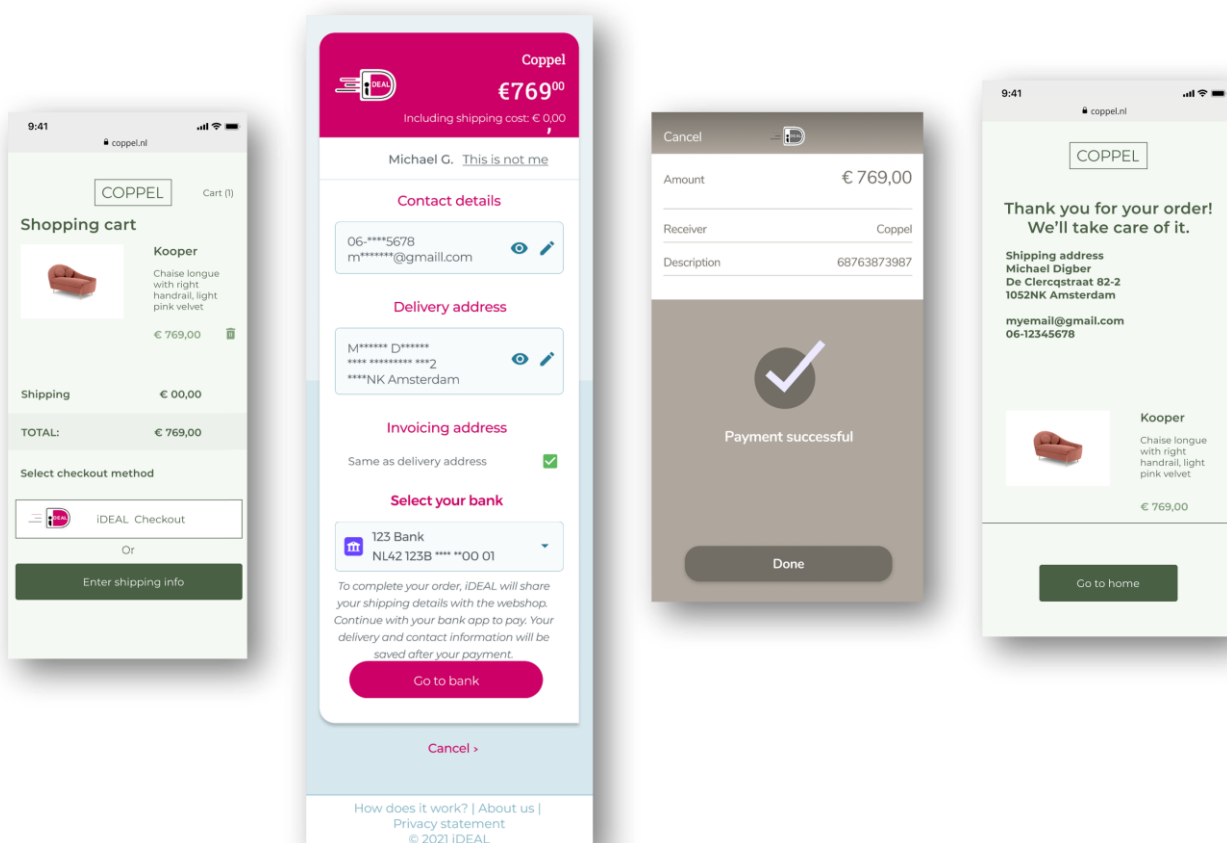 9:41
coppel.nl
COPPEL
Cart (1)
Shopping cart
Kooper
Chaise longue
with right
handrail, light
pink velvet
€ 769,00
Shipping
€ 00,00
TOTAL:
€ 769,00
Select checkout method
iDEAL
iDEAL Checkout
Or
Enter shipping info
Coppel
iDEAL
€769⁰⁰
Including shipping cost: € 0,00
Michael G. This is not me
Contact details
06-****5678
m*******@gmaill.com
Delivery address
M****** D******
**** ********* ***2
****NK Amsterdam
Invoicing address
Same as delivery address
Select your bank
123 Bank
NL42 123B **** **00 01
To complete your order, iDEAL will share
your shipping details with the webshop.
Continue with your bank app to pay. Your
delivery and contact information will be
saved after your payment.
Go to bank
Cancel >
How does it work? | About us |
Privacy statement
© 2021 iDEAL
Cancel
iDEAL
Amount
€ 769,00
Receiver
Coppel
Description
68763873987
Payment successful
Done
9:41
coppel.nl
COPPEL
Thank you for your order!
We'll take care of it.
Shipping address
Michael Digber
De Clercqstraat 82-2
1052NK Amsterdam
myemail@gmail.com
06-12345678
Kooper
Chaise longue
with right
handrail, light
pink velvet
€ 769,00
Go to home